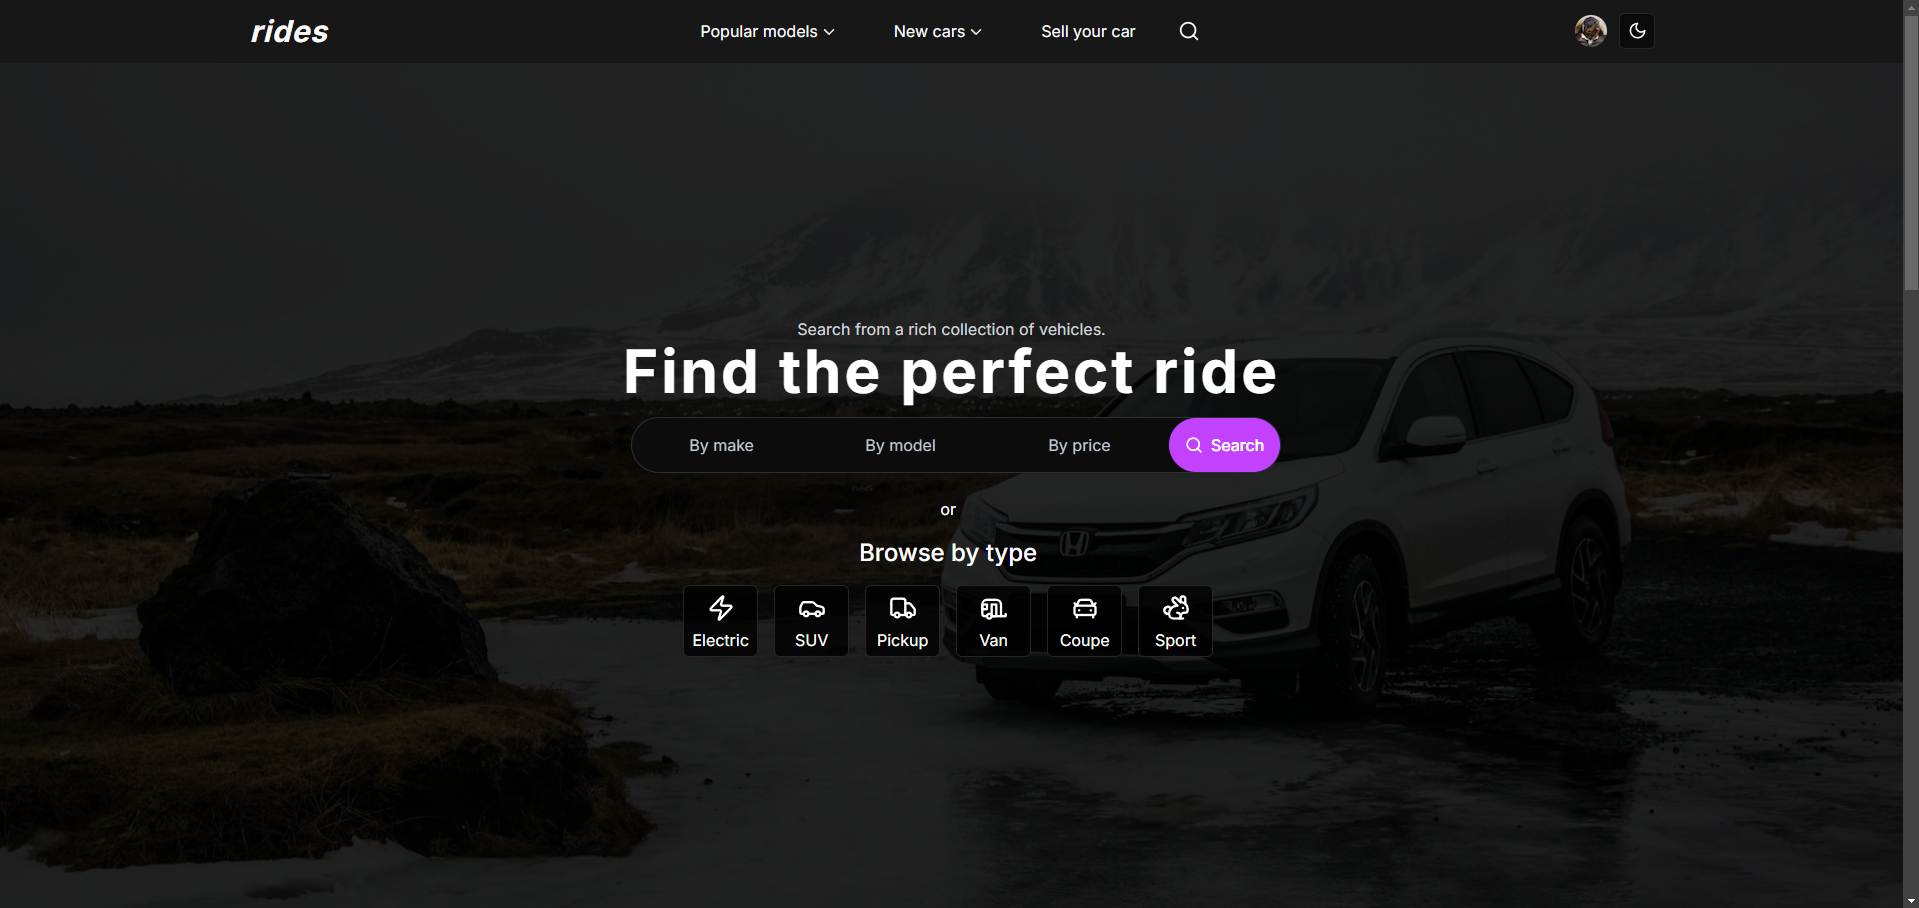 rides
Popular models
New cars
Sell your car
Search from a rich collection of vehicles.
Find the perfect ride
By make
By model
By price
Search
or
Browse by type
Electric
SUV
Pickup
Van
Coupe
Sport